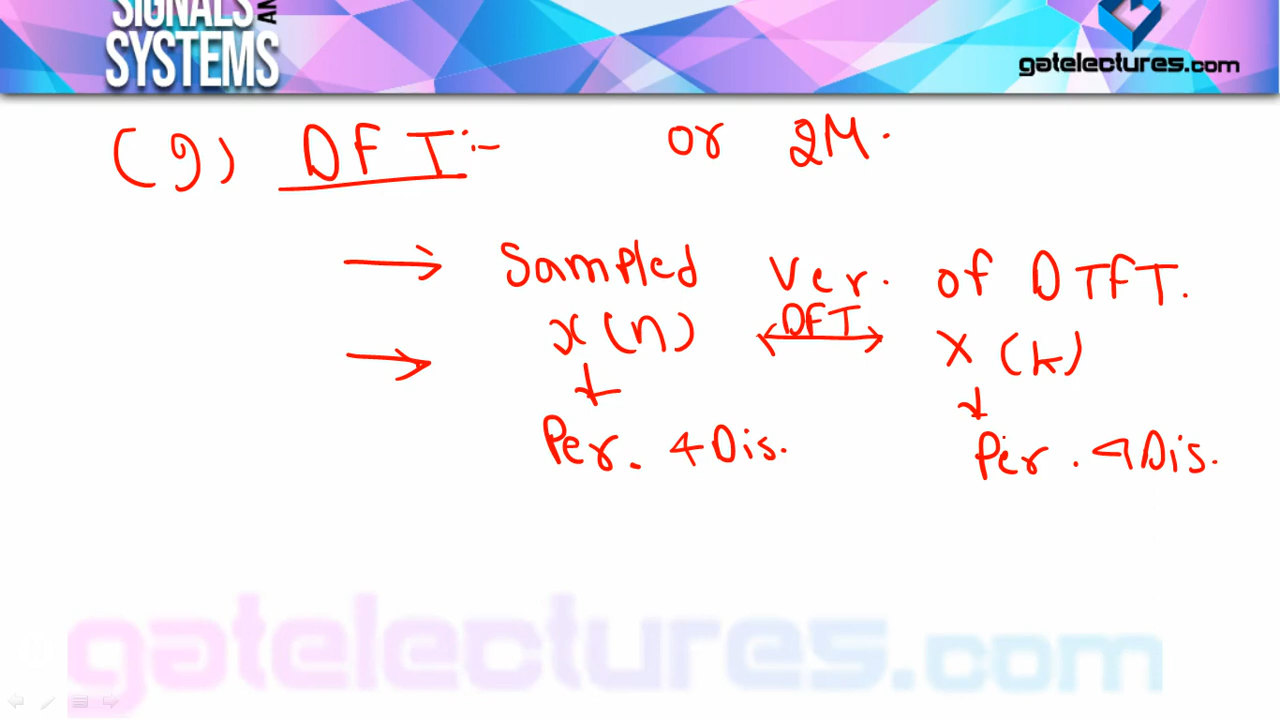 SIGNALS AN
SYSTEMS
gatelectures.com
(9) DFT:- or 2M.
→ Sampled Ver. of DTFT.
→ x(n) DFT X(k)
Per. & Dis. Per. & Dis.
gatelectures.com